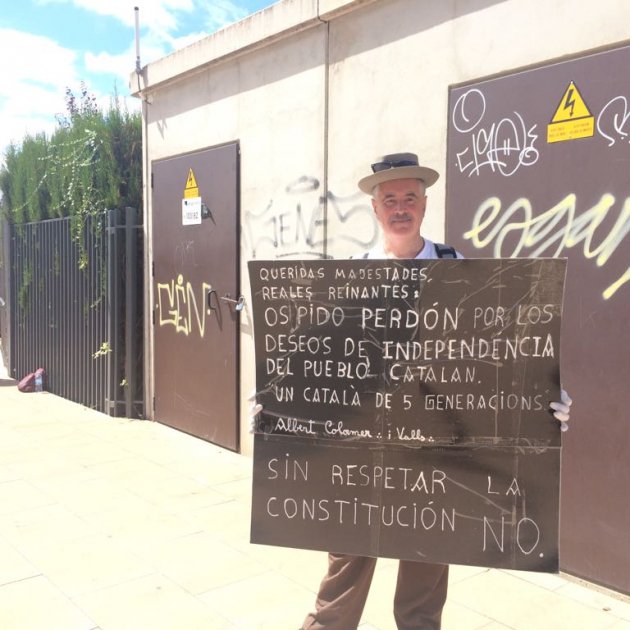 QUERIDAS MAJESTADES
REALES REINANTES:
OS PIDO PERDÓN POR LOS
DESEOS DE INDEPENDENCIA
DEL PUEBLO CATALAN.
UN CATALÀ DE 5 GENERACIONS.
Albert Colomer i Valls
SIN RESPETAR LA
CONSTITUCIÓN NO.